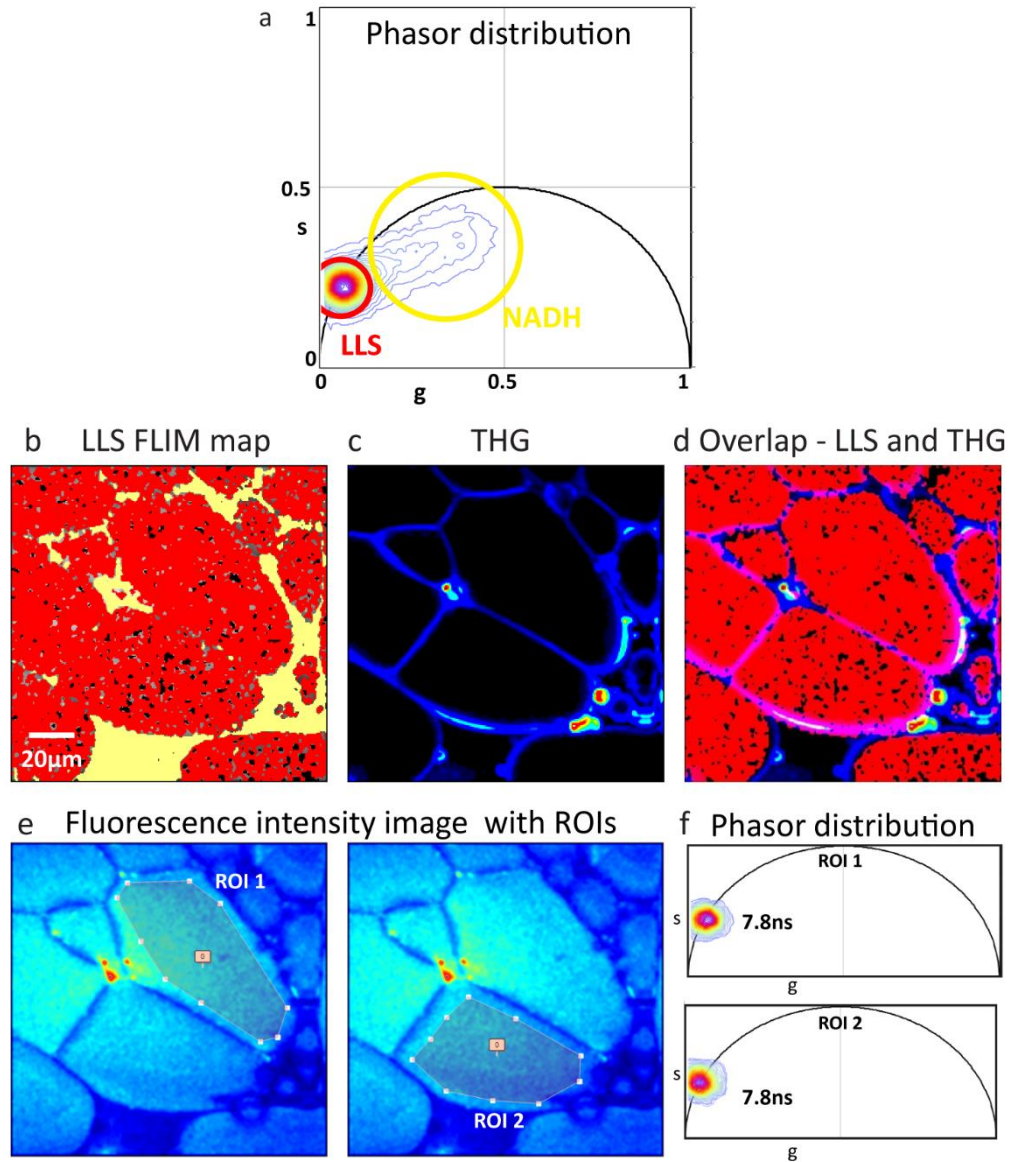 a
Phasor distribution
1
0.5
s
0
0
0.5
1
g
LLS
NADH
b LLS FLIM map
c THG
d Overlap - LLS and THG
20µm
e Fluorescence intensity image with ROIs
ROI 1
0
0
ROI 2
f Phasor distribution
ROI 1
s
7.8ns
g
ROI 2
s
7.8ns
g